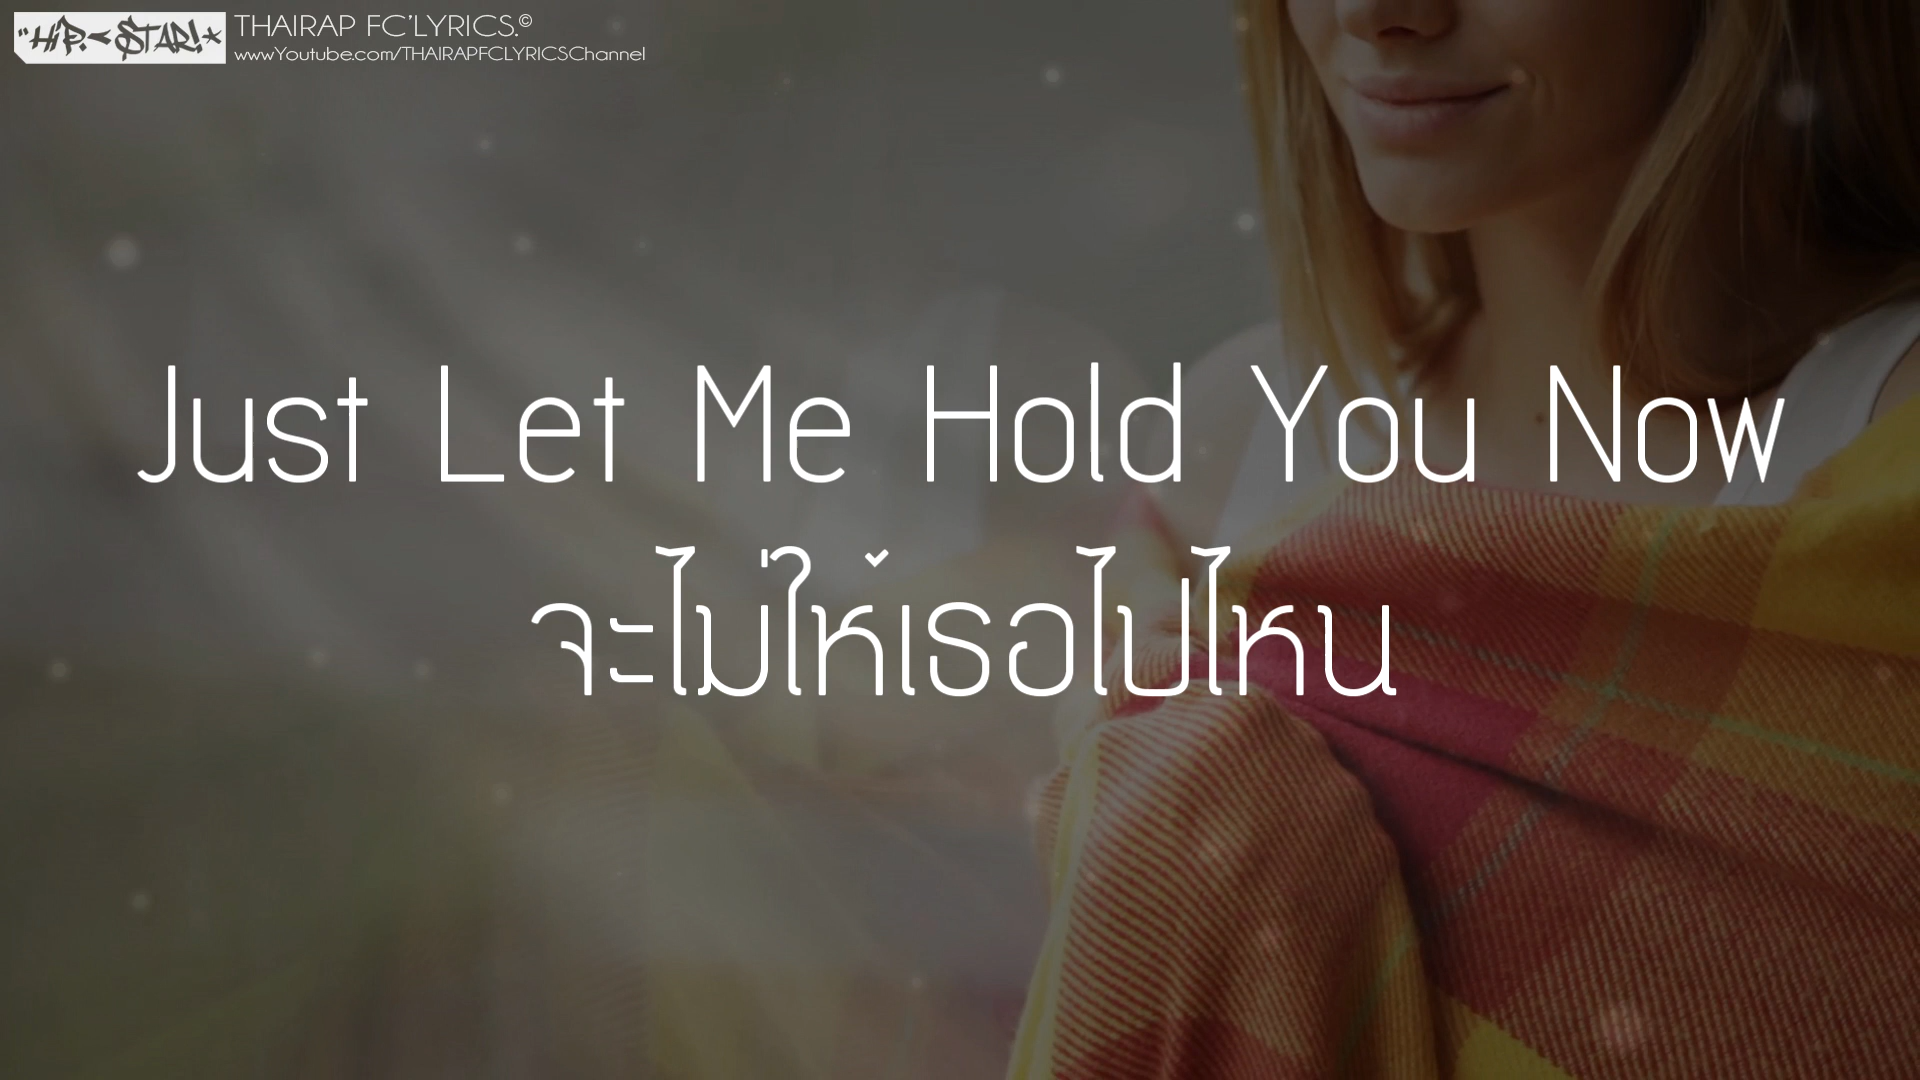 "HIP.<STAR!*
THAIRAP FC'LYRICS.©
www.Youtube.com/THAIRAPFCLYRICSChannel
Just Let Me Hold You Now
จะไม่ให้เธอไปไหน